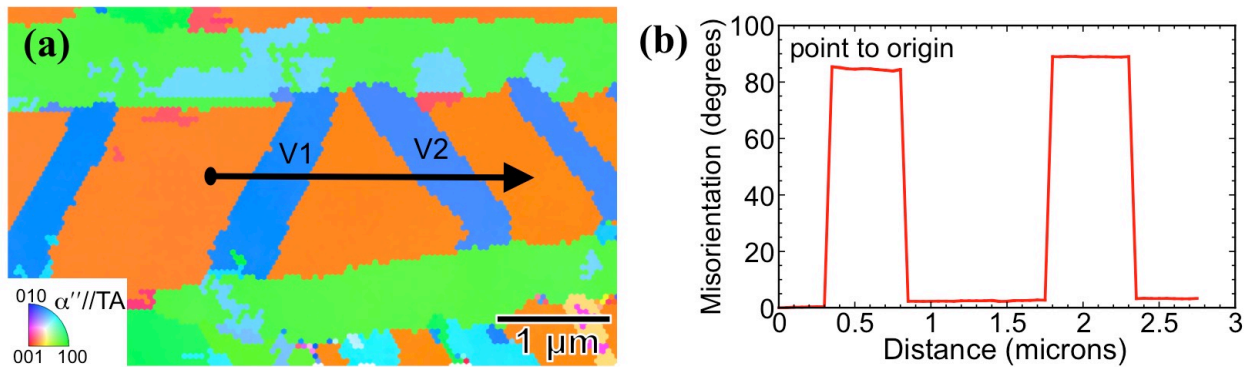 (a)
V1
V2
010
α′′//TA
001
100
1 μm
(b)
point to origin
Misorientation (degrees)
100
80
60
40
20
0
0
0.5
1
1.5
2
2.5
3
Distance (microns)